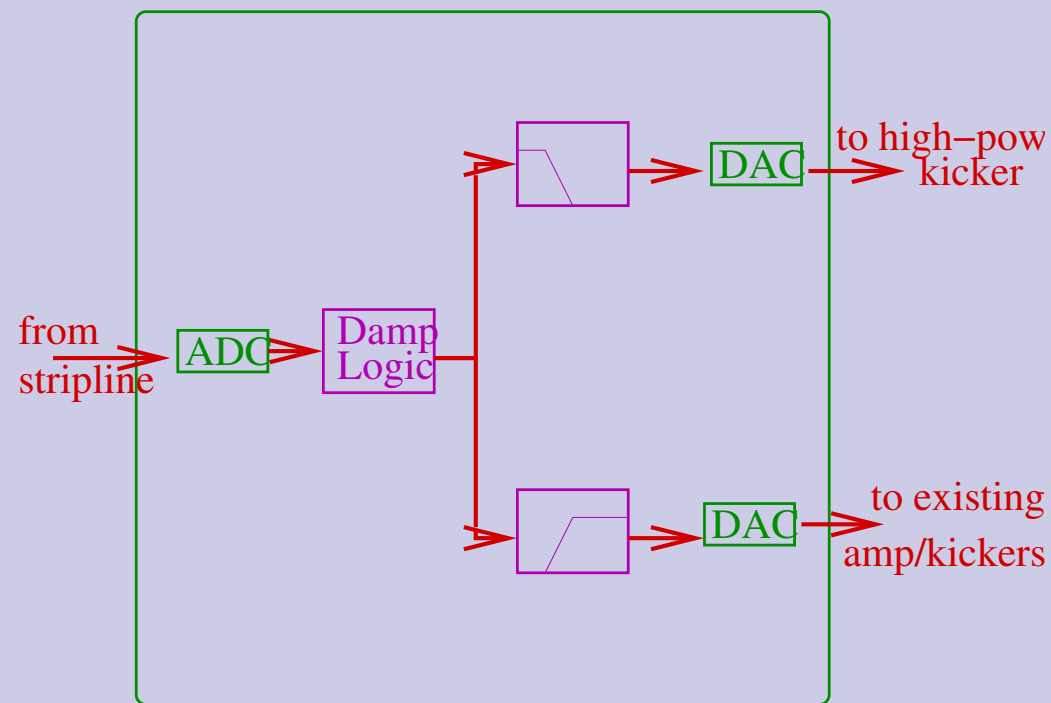 to high–pow
kicker
DAC
from
stripline
ADC
Damp
Logic
to existing
amp/kickers
DAC